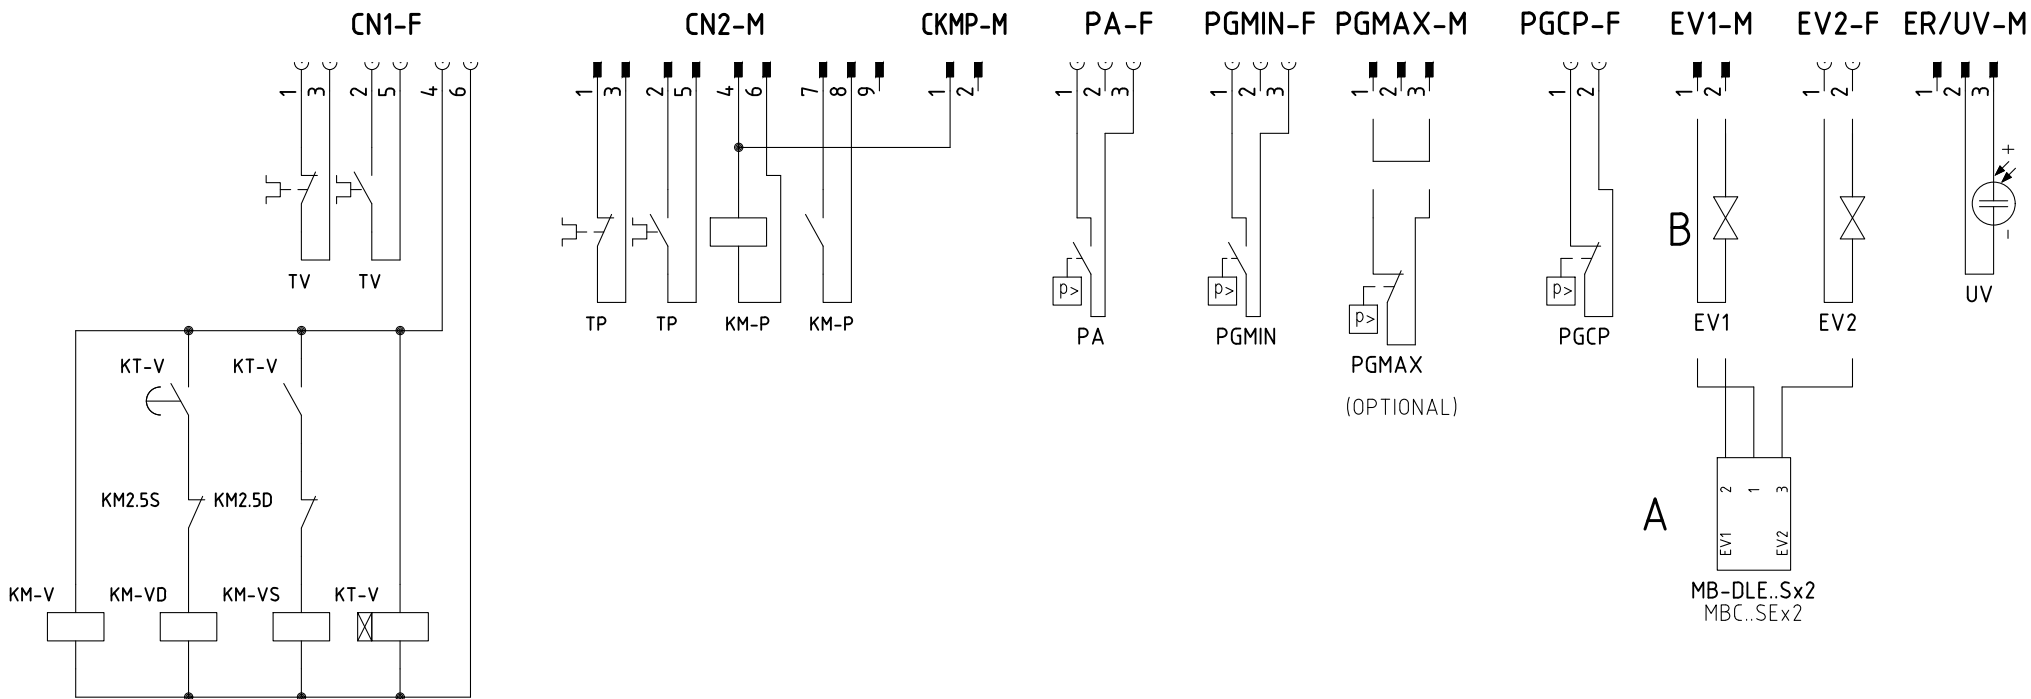 CN1-F CN2-M CKMP-M PA-F PGMIN-F PGMAX-M PGCP-F EV1-M EV2-F ER/UV-M
1 3 2 5 4 6 1 3 2 5 4 6 7 8 9 1 2 1 2 3 1 2 3 1 2 3 1 2 1 2 1 2 1 2 3
+
B
-
TV TV
p> p> p>
UV
p>
TP TP KM-P KM-P EV1 EV2
PA PGMIN PGCP
KT-V KT-V PGMAX
(OPTIONAL)
KM2.5S KM2.5D 2 1 3
A
EV1 EV2
KM-V KM-VD KM-VS KT-V MB-DLE..Sx2
MBC..SEx2